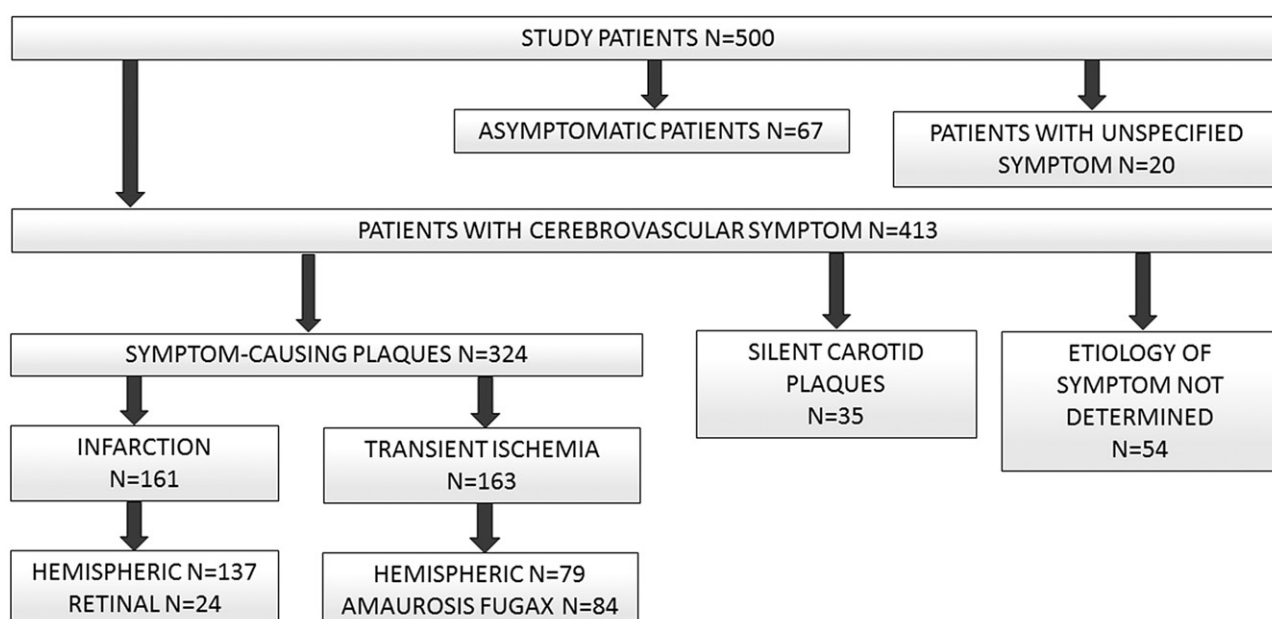 STUDY PATIENTS N=500
ASYMPTOMATIC PATIENTS N=67
PATIENTS WITH UNSPECIFIED
SYMPTOM N=20
PATIENTS WITH CEREBROVASCULAR SYMPTOM N=413
SYMPTOM-CAUSING PLAQUES N=324
SILENT CAROTID
PLAQUES
N=35
ETIOLOGY OF
SYMPTOM NOT
DETERMINED
N=54
INFARCTION
N=161
TRANSIENT ISCHEMIA
N=163
HEMISPHERIC N=137
RETINAL N=24
HEMISPHERIC N=79
AMAUROSIS FUGAX N=84